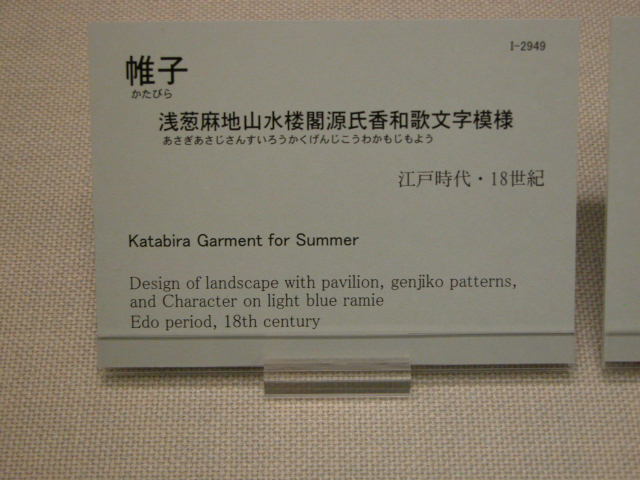 I-2949
帷子
かたびら
浅葱麻地山水楼閣源氏香和歌文字模様
あさぎあさじさんすいろうかくげんじこうわかもじもよう
江戸時代・18世紀
Katabira Garment for Summer
Design of landscape with pavilion, genjiko patterns,
and Character on light blue ramie
Edo period, 18th century